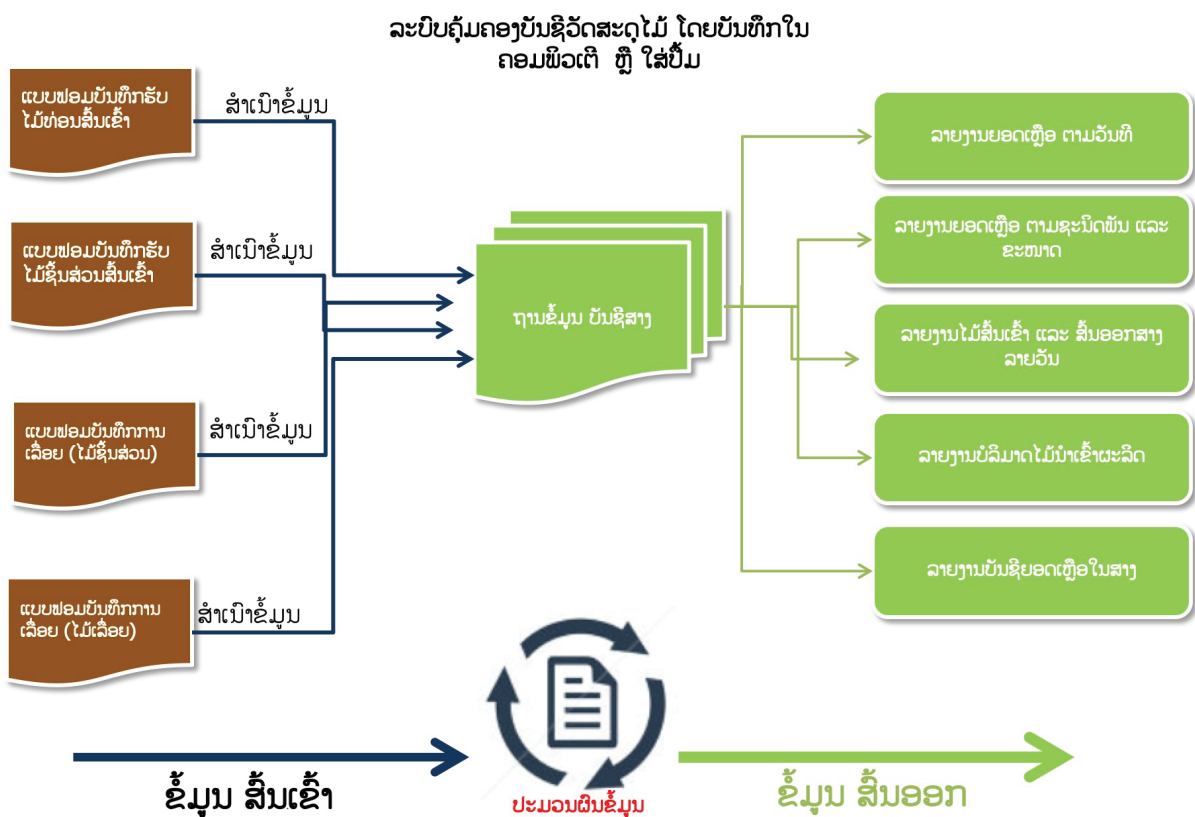 ລະບົບຄຸ້ມຄອງບັນຊີວັດສະດຸໄມ້ ໂດຍບັນທຶກໃນ
ຄອມພິວເຕີ ຫຼື ໃສ່ປຶ້ມ
ແບບຟອມບັນທຶກຮັບ
ໄມ້ທ່ອນສົ້ນເຂົ້າ
ສຳເນົາຂໍ້ມູນ
ແບບຟອມບັນທຶກຮັບ
ໄມ້ຊິ້ນສ່ວນສົ້ນເຂົ້າ
ສຳເນົາຂໍ້ມູນ
ແບບຟອມບັນທຶກການ
ເລື່ອຍ (ໄມ້ຊິ້ນສ່ວນ)
ສຳເນົາຂໍ້ມູນ
ແບບຟອມບັນທຶກການ
ເລື່ອຍ (ໄມ້ເລື່ອຍ)
ສຳເນົາຂໍ້ມູນ
ຖານຂໍ້ມູນ ບັນຊີສາງ
ລາຍງານຍອດເຫຼືອ ຕາມວັນທີ
ລາຍງານຍອດເຫຼືອ ຕາມຊະນິດພັນ ແລະ
ຂະໜາດ
ລາຍງານໄມ້ສົ້ນເຂົ້າ ແລະ ສົ້ນອອກສາງ
ລາຍວັນ
ລາຍງານບໍລິມາດໄມ້ນຳເຂົ້າຜະລິດ
ລາຍງານບັນຊີຍອດເຫຼືອໃນສາງ
ຂໍ້ມູນ ສົ້ນເຂົ້າ
ປະມວນຜົນຂໍ້ມູນ
ຂໍ້ມູນ ສົ້ນອອກ